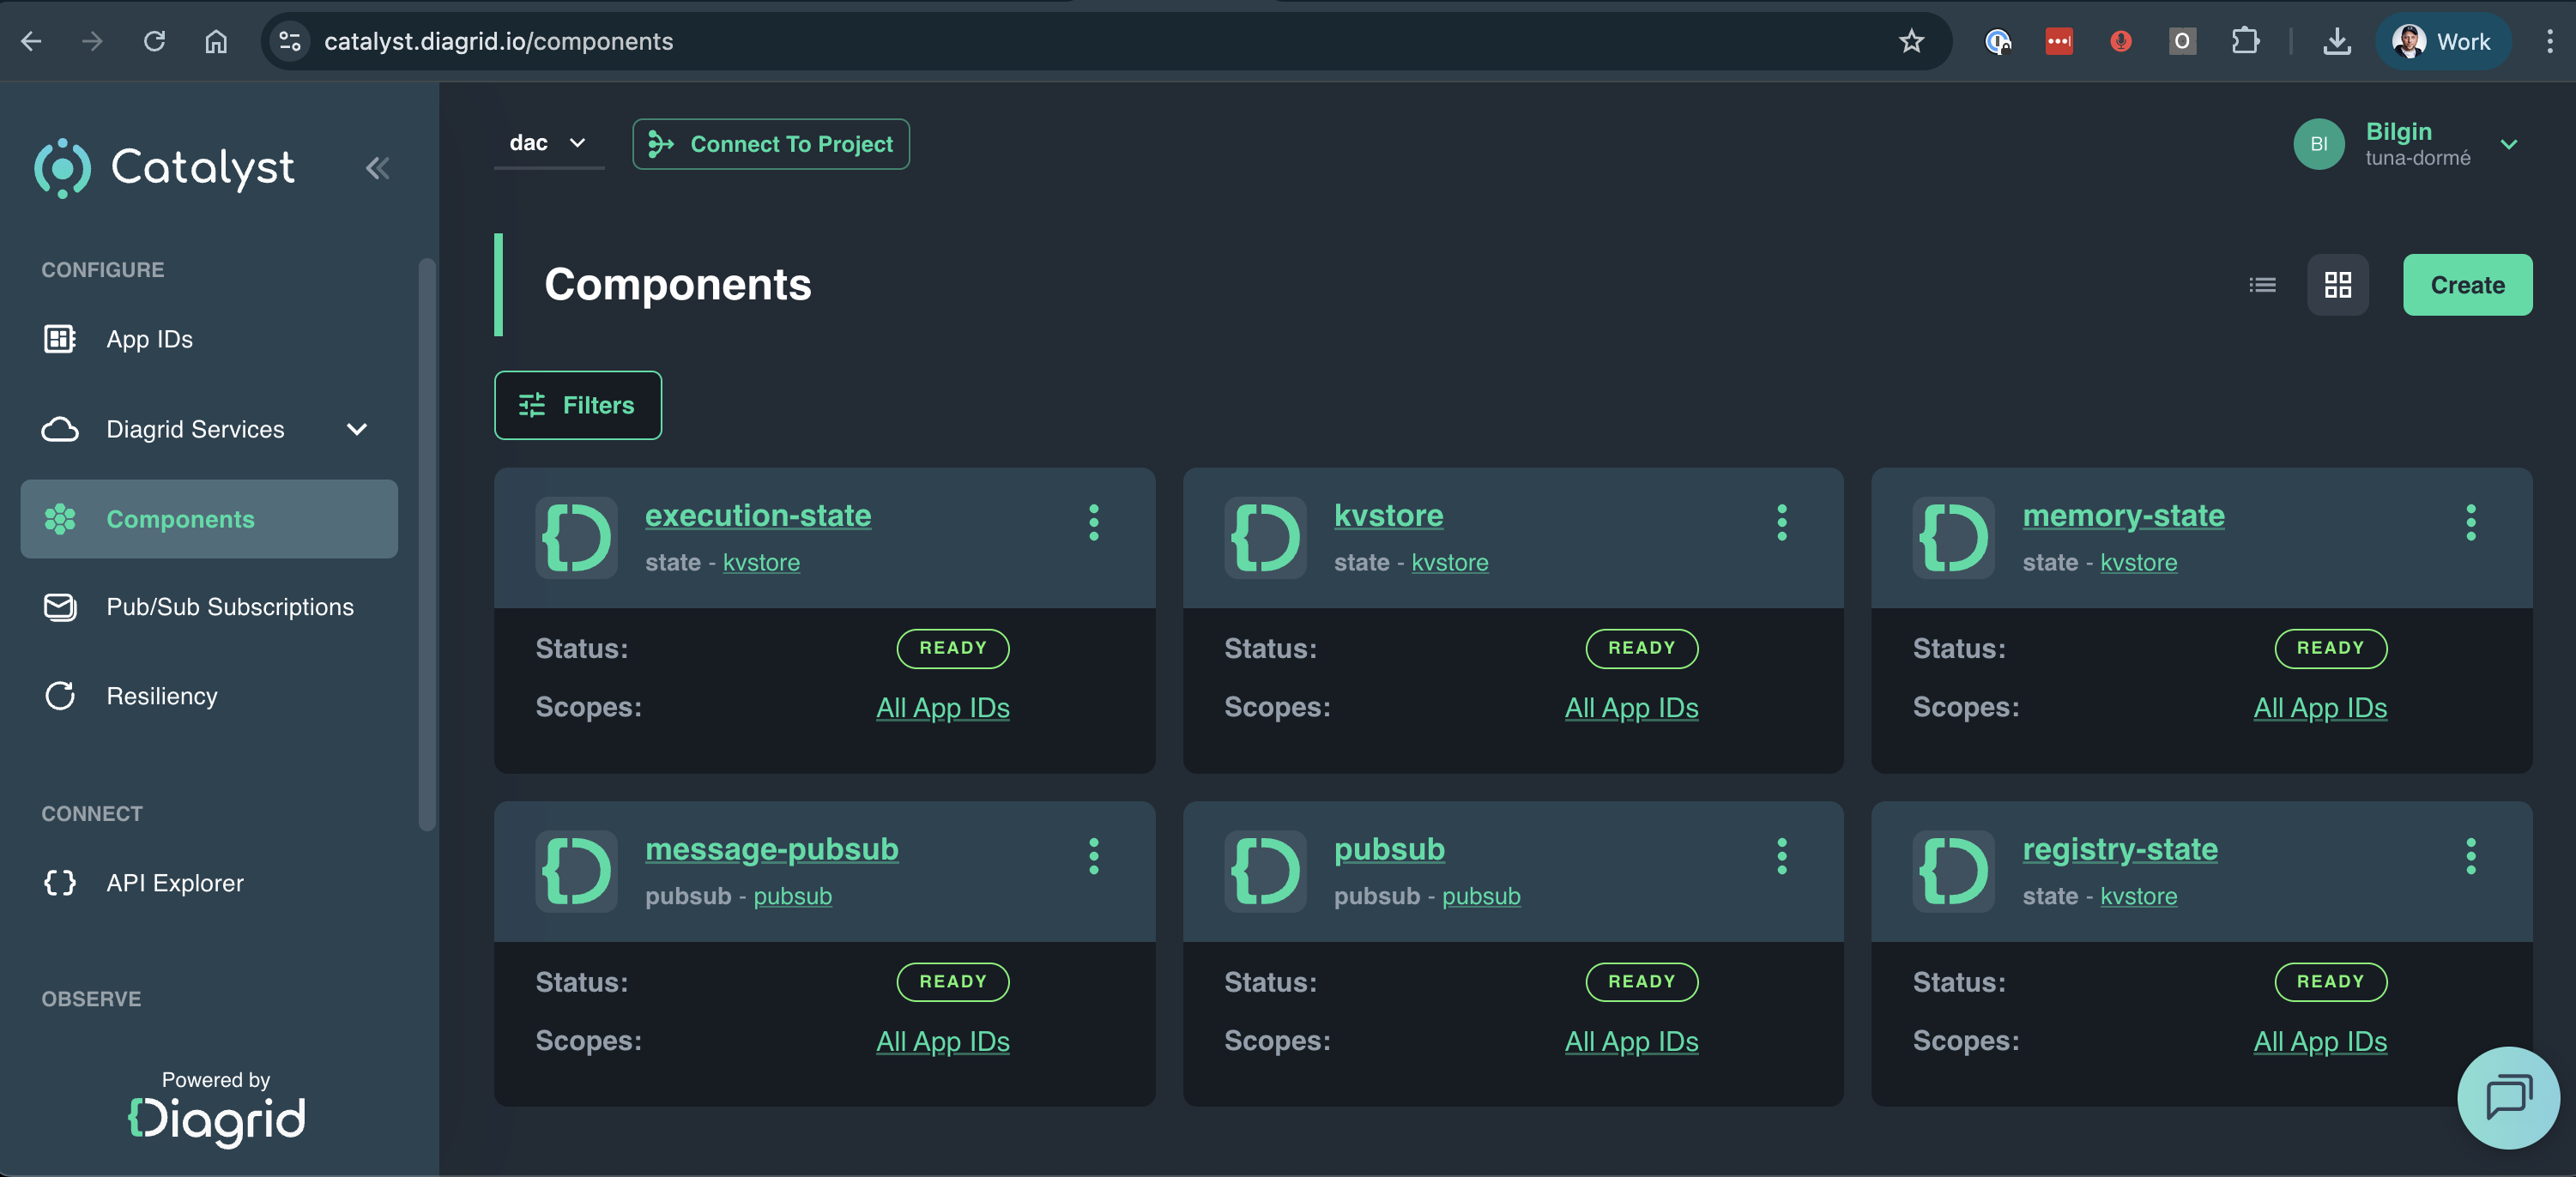 catalyst.diagrid.io/components
Work
Catalyst
dac
Connect To Project
BI
Bilgin
tuna-dormé
CONFIGURE
App IDs
Diagrid Services
Components
Pub/Sub Subscriptions
Resiliency
CONNECT
API Explorer
OBSERVE
Powered by
Diagrid
Components
Create
Filters
execution-state
state - kvstore
Status: READY
Scopes: All App IDs
kvstore
state - kvstore
Status: READY
Scopes: All App IDs
memory-state
state - kvstore
Status: READY
Scopes: All App IDs
message-pubsub
pubsub - pubsub
Status: READY
Scopes: All App IDs
pubsub
pubsub - pubsub
Status: READY
Scopes: All App IDs
registry-state
state - kvstore
Status: READY
Scopes: All App IDs